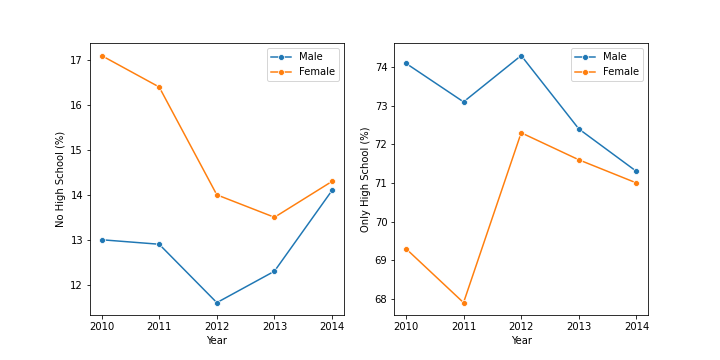 No High School (%)
17
16
15
14
13
12
2010 2011 2012 2013 2014
Year
Male
Female
Only High School (%)
74
73
72
71
70
69
68
2010 2011 2012 2013 2014
Year
Male
Female